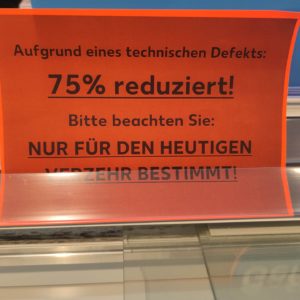 Aufgrund eines technischen Defekts:
75% reduziert!
Bitte beachten Sie:
NUR FÜR DEN HEUTIGEN
VERZEHR BESTIMMT!